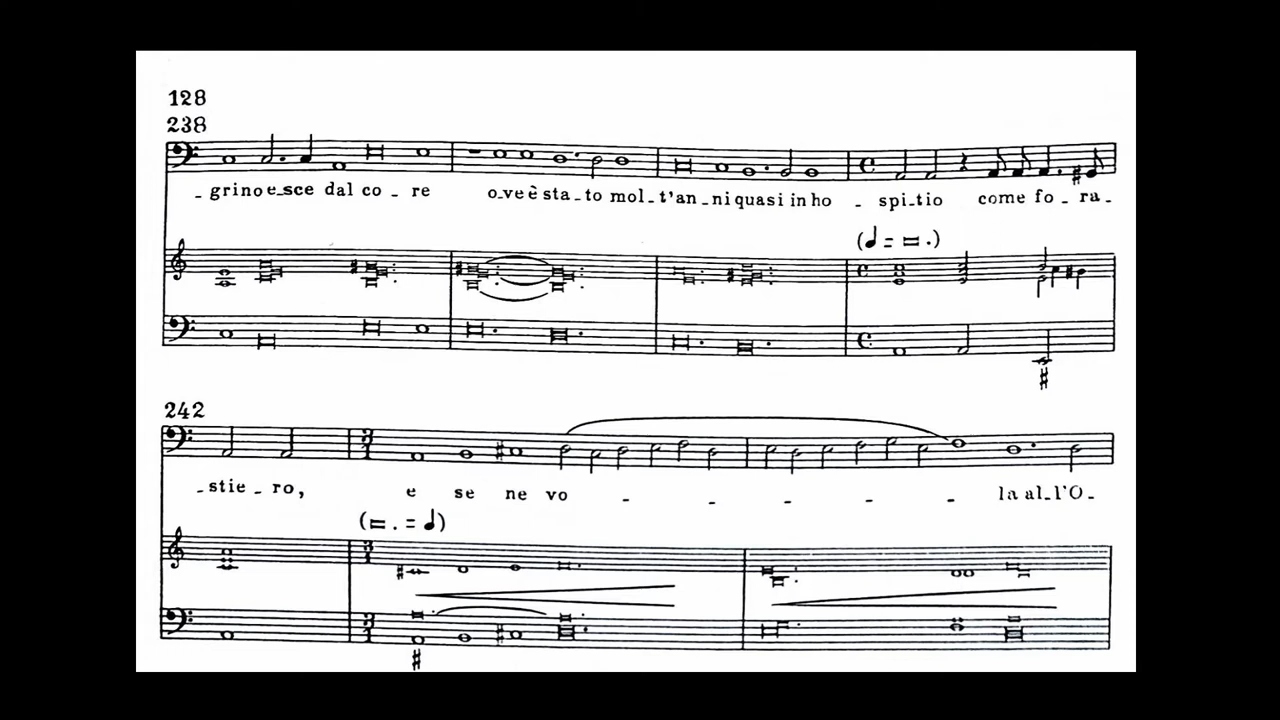 128
238
- grino e sce dal co - re o ve è sta - to mol - t'an - ni quasi in ho - spi - tio come fo - ra -
(♩ = 𝅜 .)
242
- stie - ro, e se ne vo - - - - - la al - l'O -
(𝅜 . = ♩)